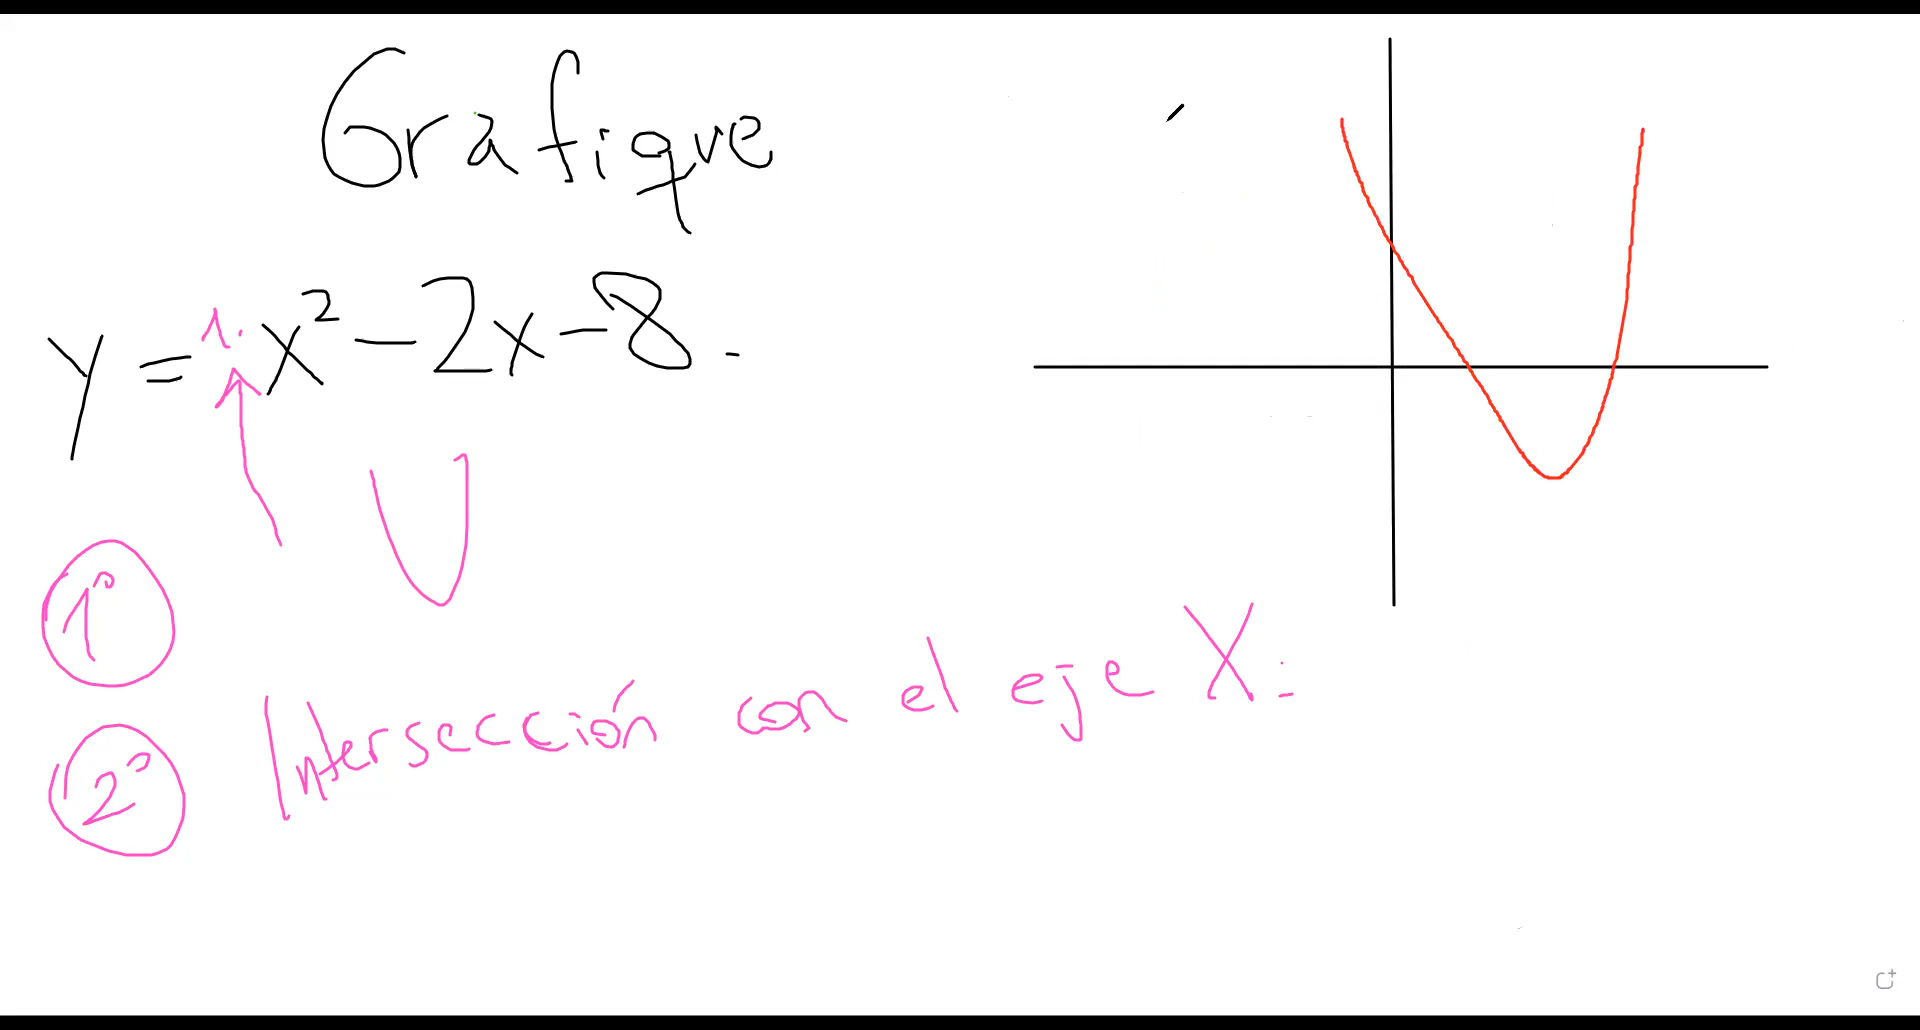 Grafique
y = 1. x² - 2x - 8.
1°
2° Intersección con el eje X: